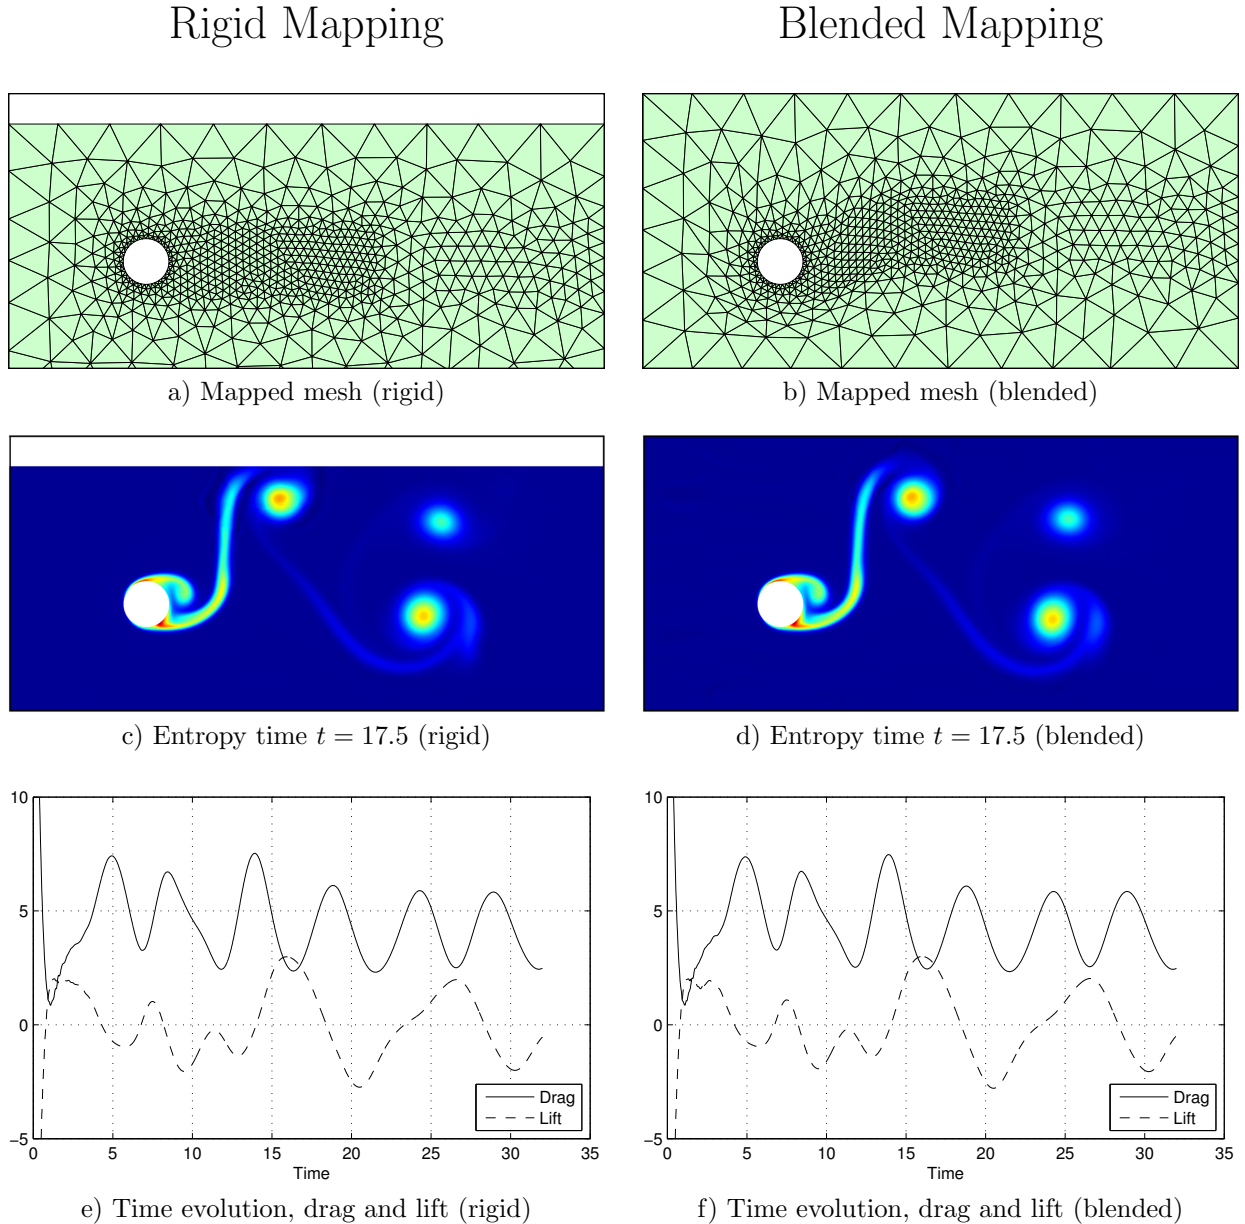 Rigid Mapping
Blended Mapping
a) Mapped mesh (rigid)
b) Mapped mesh (blended)
c) Entropy time t = 17.5 (rigid)
d) Entropy time t = 17.5 (blended)
10
5
0
−5
0 5 10 15 20 25 30 35
Time
Drag
Lift
e) Time evolution, drag and lift (rigid)
10
5
0
−5
0 5 10 15 20 25 30 35
Time
Drag
Lift
f) Time evolution, drag and lift (blended)